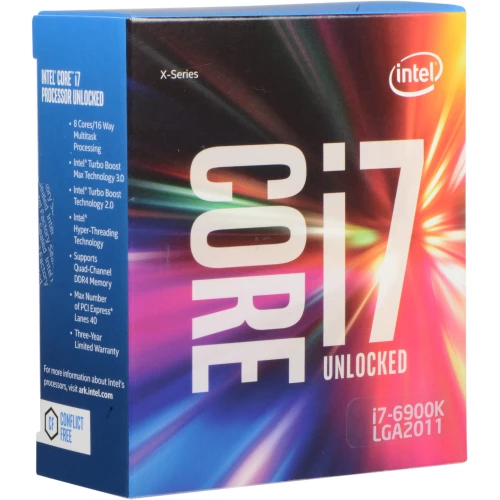 INTEL® CORE™ i7
PROCESSOR UNLOCKED
• 8 Cores/16 Way
Multitask
Processing
• Intel® Turbo Boost
Max Technology 3.0
• Intel® Turbo Boost
Technology 2.0
• Intel®
Hyper-Threading
Technology
• Supports
Quad-Channel
DDR4 Memory
• Max Number
of PCI Express*
Lanes 40
• Three-Year
Limited Warranty
For more information about Intel's
processors, visit ark.intel.com
CF
CONFLICT
FREE
X-Series
intel
CORE
i7
UNLOCKED
i7-6900K
LGA2011